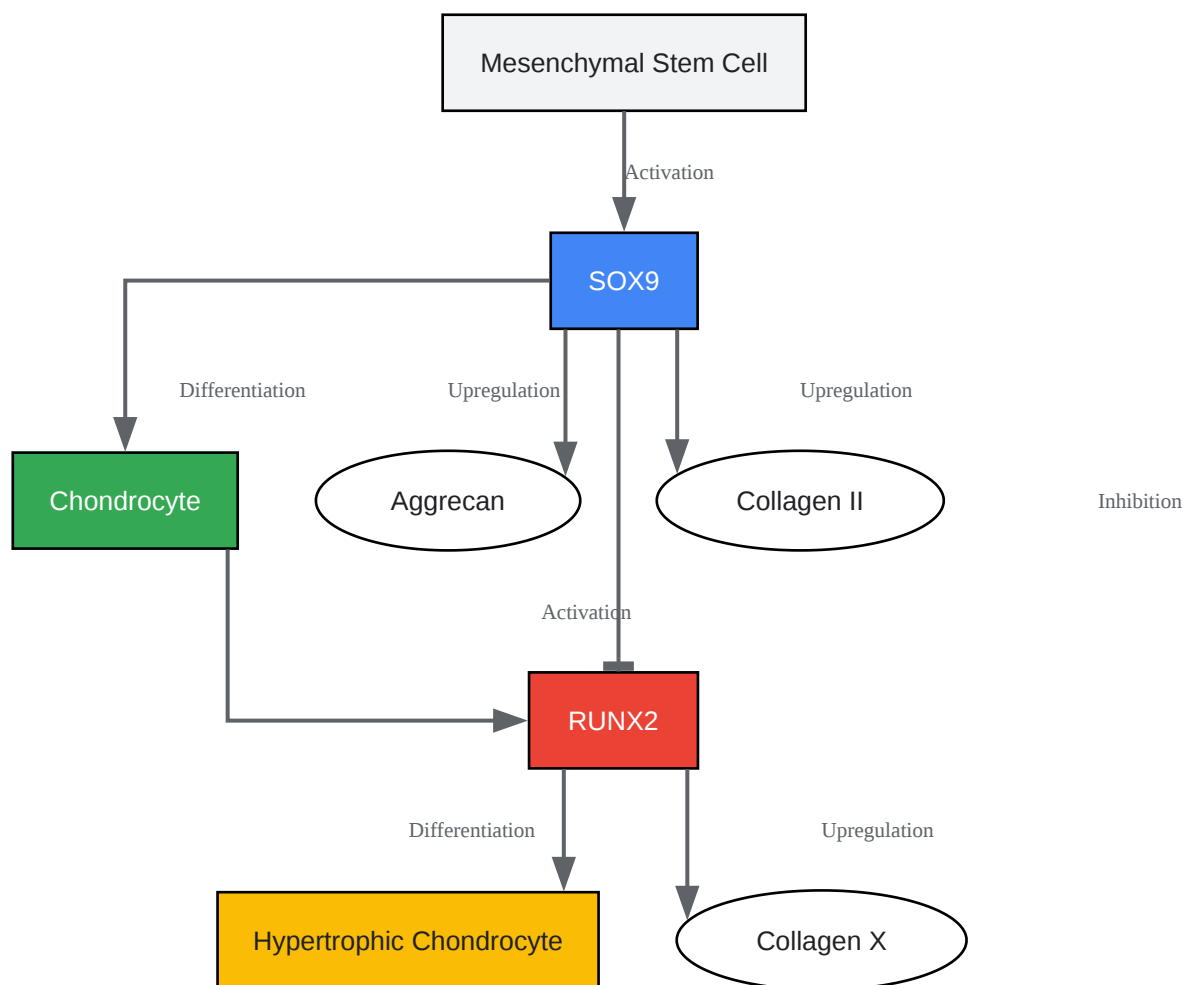 Mesenchymal Stem Cell
Activation
SOX9
Differentiation
Upregulation
Upregulation
Chondrocyte
Aggrecan
Collagen II
Inhibition
Activation
RUNX2
Differentiation
Upregulation
Hypertrophic Chondrocyte
Collagen X